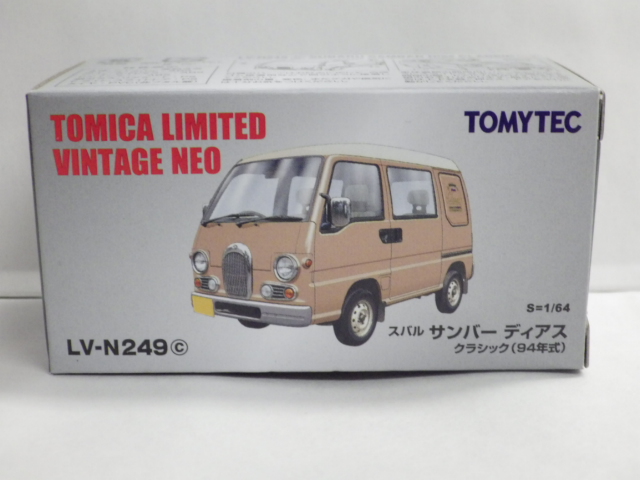 TOMICA LIMITED
VINTAGE NEO
TOMYTEC
S=1/64
スバル サンバー ディアス
クラシック(94年式)
LV-N249ⓒ